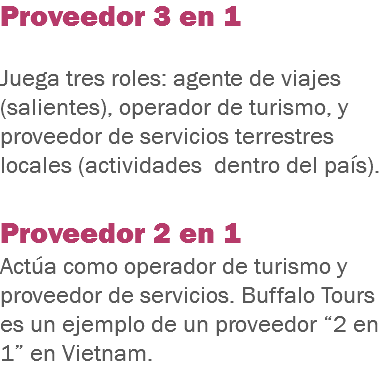 Proveedor 3 en 1
Juega tres roles: agente de viajes
(salientes), operador de turismo, y
proveedor de servicios terrestres
locales (actividades  dentro del país).
Proveedor 2 en 1
Actúa como operador de turismo y
proveedor de servicios. Buffalo Tours
es un ejemplo de un proveedor “2 en
1” en Vietnam.